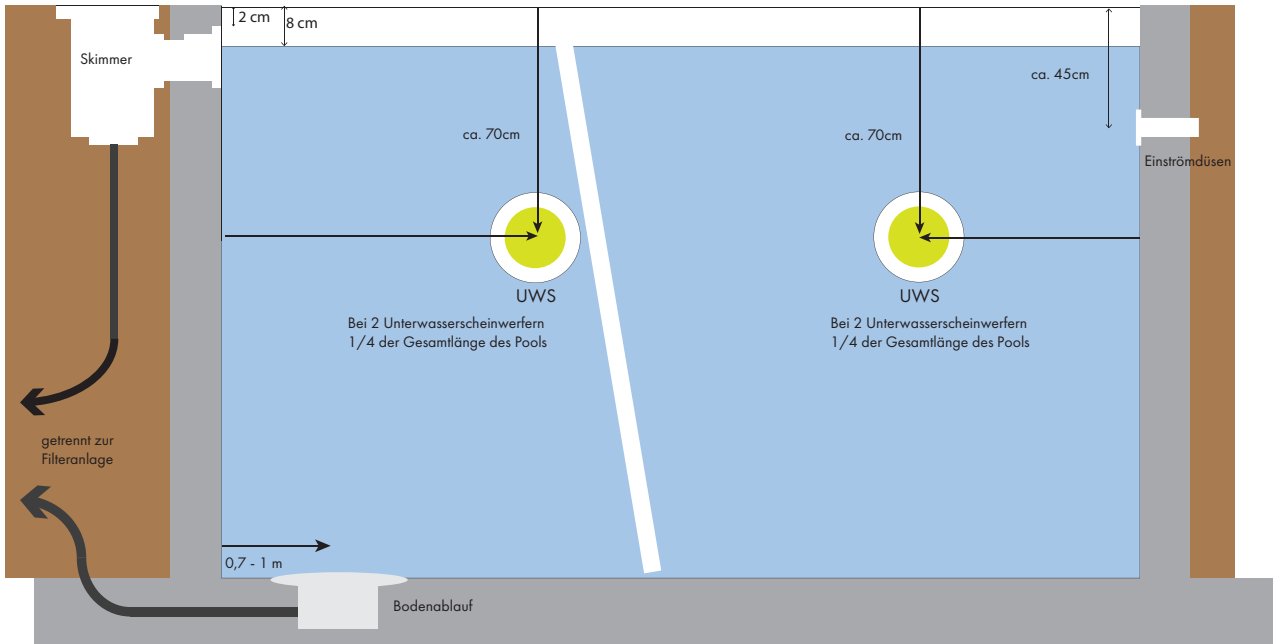 2 cm
8 cm
Skimmer
ca. 45cm
ca. 70cm
ca. 70cm
Einströmdüsen
UWS
Bei 2 Unterwasserscheinwerfern
1/4 der Gesamtlänge des Pools
UWS
Bei 2 Unterwasserscheinwerfern
1/4 der Gesamtlänge des Pools
getrennt zur
Filteranlage
0,7 - 1 m
Bodenablauf